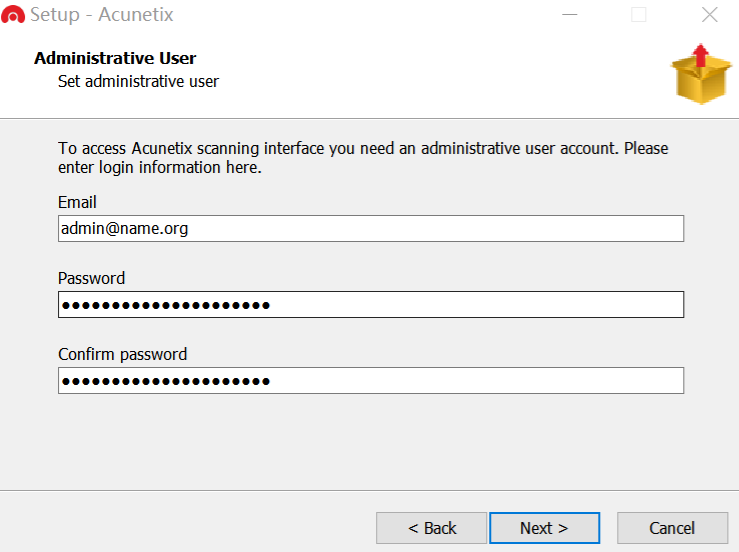 Setup - Acunetix
Administrative User
Set administrative user
To access Acunetix scanning interface you need an administrative user account. Please
enter login information here.
Email
admin@name.org
Password
●●●●●●●●●●●●●●●●●●●●●
Confirm password
●●●●●●●●●●●●●●●●●●●●●
< Back
Next >
Cancel